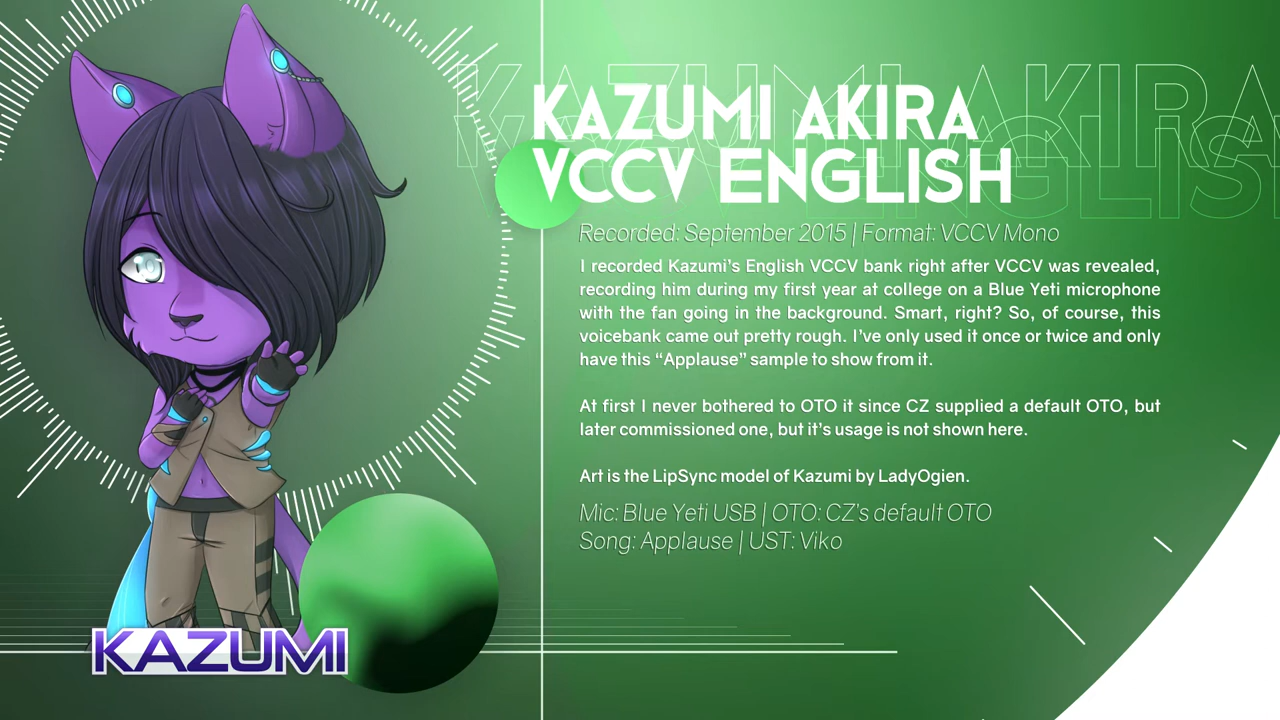 KAZUMI AKIRA
VCCV ENGLISH
KAZUMI AKIRA
VCCV ENGLISH
Recorded: September 2015 | Format: VCCV Mono
I recorded Kazumi's English VCCV bank right after VCCV was revealed,
recording him during my first year at college on a Blue Yeti microphone
with the fan going in the background. Smart, right? So, of course, this
voicebank came out pretty rough. I've only used it once or twice and only
have this “Applause” sample to show from it.
At first I never bothered to OTO it since CZ supplied a default OTO, but
later commissioned one, but it's usage is not shown here.
Art is the LipSync model of Kazumi by LadyOgien.
Mic: Blue Yeti USB | OTO: CZ's default OTO
Song: Applause | UST: Viko
KAZUMI